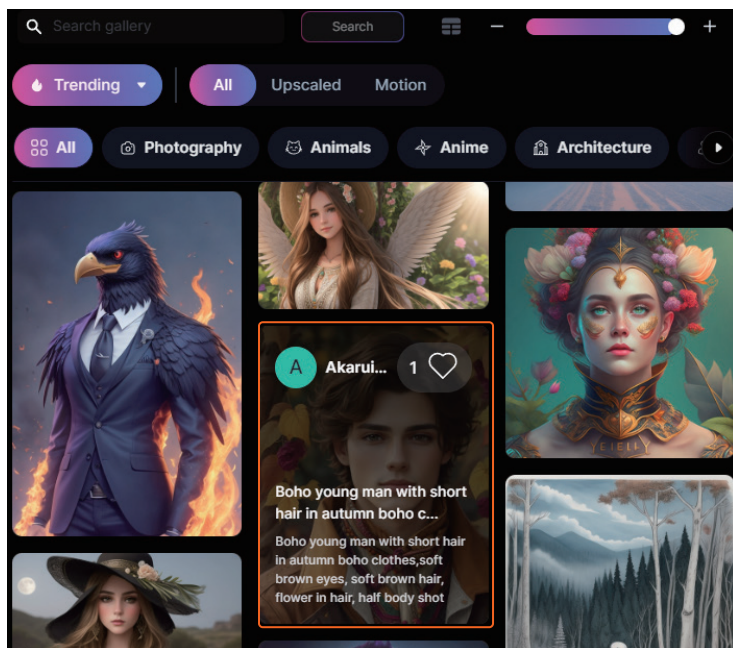 Search gallery
Search
Trending
All
Upscaled
Motion
All
Photography
Animals
Anime
Architecture
A
Akarui...
1
Boho young man with short
hair in autumn boho c...
Boho young man with short hair
in autumn boho clothes,soft
brown eyes, soft brown hair,
flower in hair, half body shot